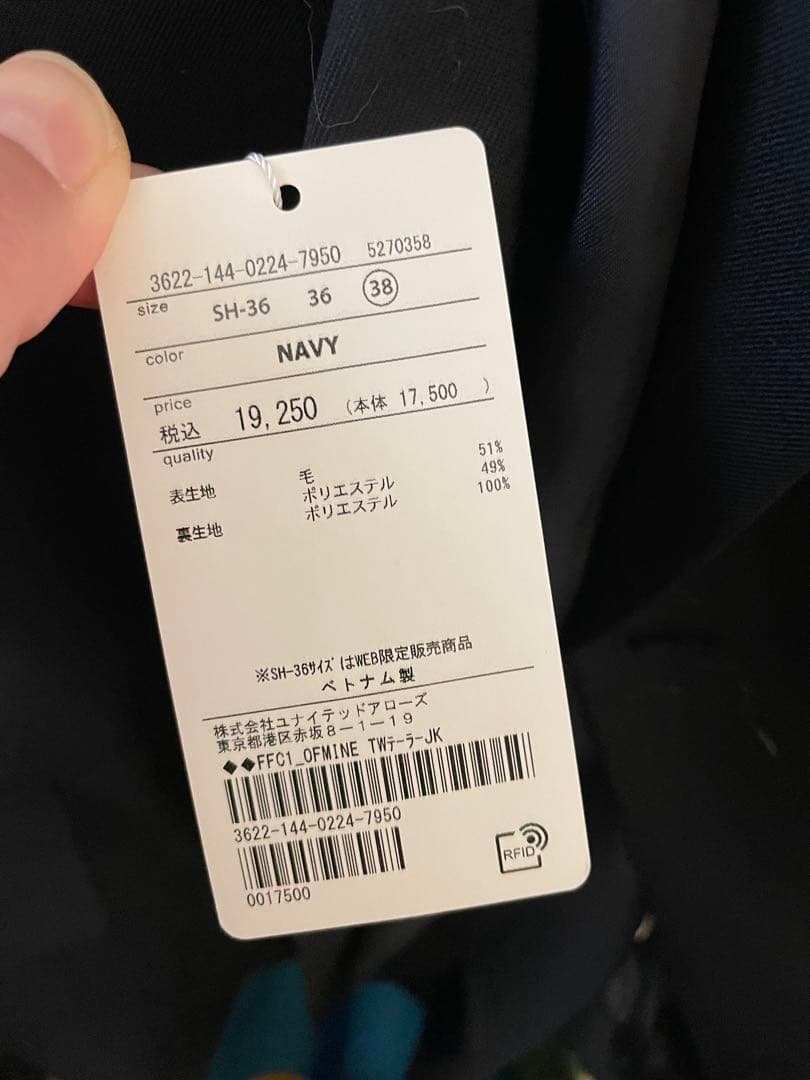 3622-144-0224-7950 5270358
size SH-36 36 38
color NAVY
price
税込 19,250 (本体 17,500 )
quality
表生地 毛 51%
ポリエステル 49%
裏生地 ポリエステル 100%
※SH-36サイズはWEB限定販売商品
ベトナム製
株式会社ユナイテッドアローズ
東京都港区赤坂8-1-19
◆◆FFC1_OFMINE TWテーラーJK
3622-144-0224-7950
0017500
RFID